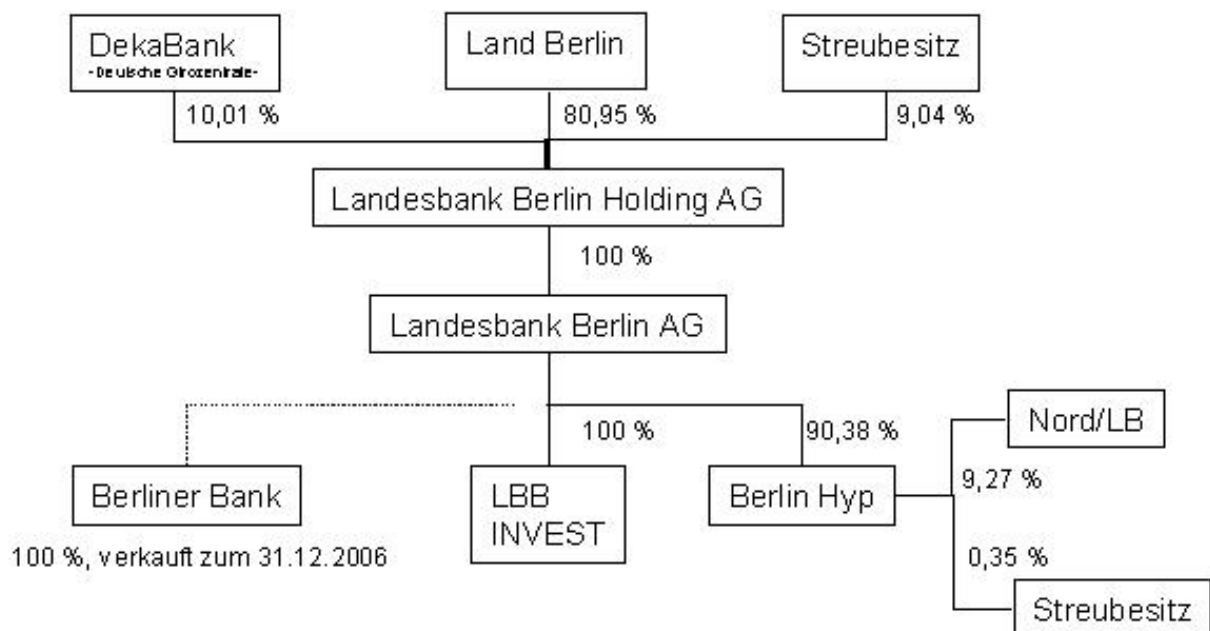 DekaBank
-Deutsche Girozentrale-
Land Berlin
Streubesitz
10,01 %
80,95 %
9,04 %
Landesbank Berlin Holding AG
100 %
Landesbank Berlin AG
100 %
90,38 %
Nord/LB
9,27 %
Berliner Bank
LBB
INVEST
Berlin Hyp
100 %, verkauft zum 31.12.2006
0,35 %
Streubesitz